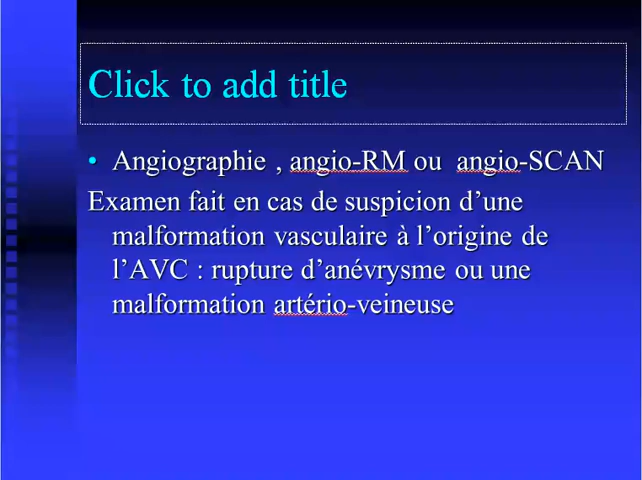 Click to add title
• Angiographie , angio-RM ou angio-SCAN
Examen fait en cas de suspicion d’une
malformation vasculaire à l’origine de
l’AVC : rupture d’anévrysme ou une
malformation artério-veineuse